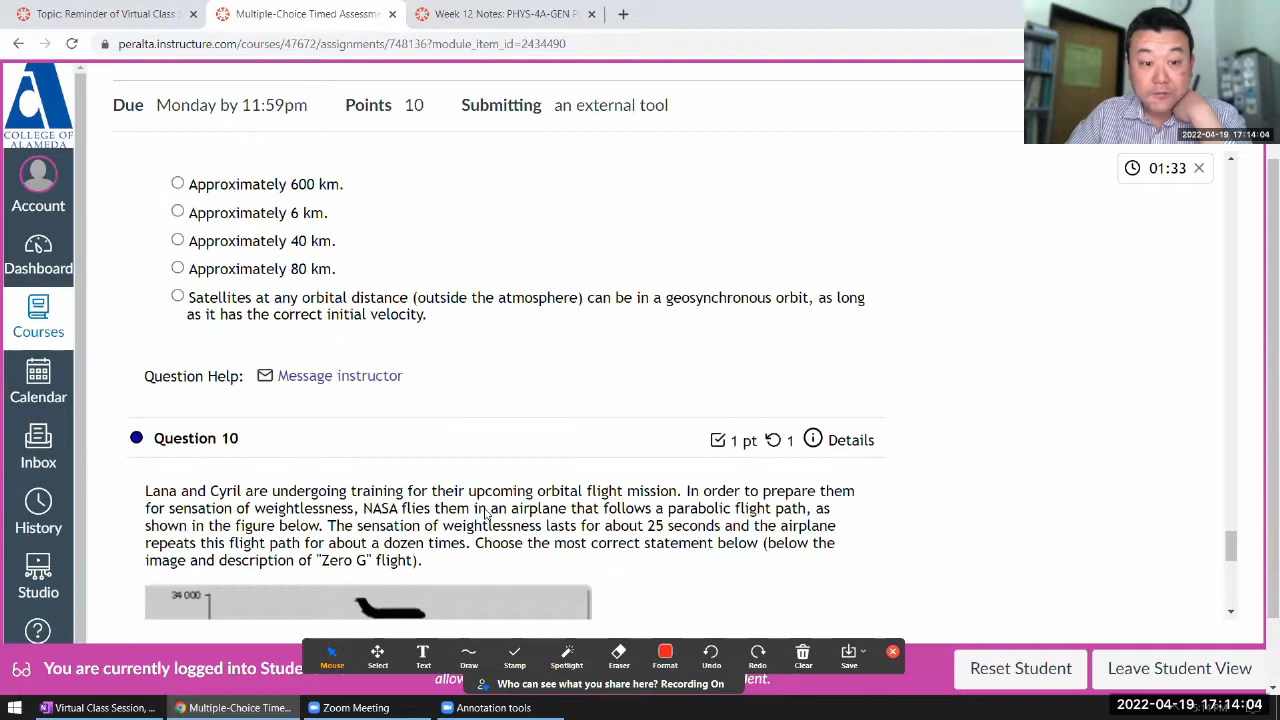 Topic: Reminder of Virtual Class S
Multiple-Choice Timed Assessme
Week 12 Notes: PHYS-4A-GEN P
peralta.instructure.com/courses/47672/assignments/748136?module_item_id=2434490
2022-04-19 17:14:04
COLLEGE OF
ALAMEDA
Account
Dashboard
Courses
Calendar
Inbox
History
Studio
Due Monday by 11:59pm Points 10 Submitting an external tool
01:33
Approximately 600 km.
Approximately 6 km.
Approximately 40 km.
Approximately 80 km.
Satellites at any orbital distance (outside the atmosphere) can be in a geosynchronous orbit, as long
as it has the correct initial velocity.
Question Help: Message instructor
Question 10 1 pt 1 Details
Lana and Cyril are undergoing training for their upcoming orbital flight mission. In order to prepare them
for sensation of weightlessness, NASA flies them in an airplane that follows a parabolic flight path, as
shown in the figure below. The sensation of weightlessness lasts for about 25 seconds and the airplane
repeats this flight path for about a dozen times. Choose the most correct statement below (below the
image and description of "Zero G" flight).
34 000
Mouse Select Text Draw Stamp Spotlight Eraser Format Undo Redo Clear Save
Who can see what you share here? Recording On
You are currently logged into Stude
Reset Student Leave Student View
Virtual Class Session, ... Multiple-Choice Time... Zoom Meeting Annotation tools
2022-04-19 17:14:04